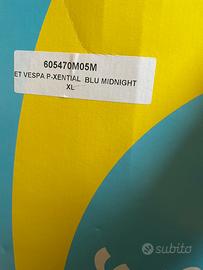 605470M05M
ET VESPA P-XENTIAL BLU MIDNIGHT
XL
subito